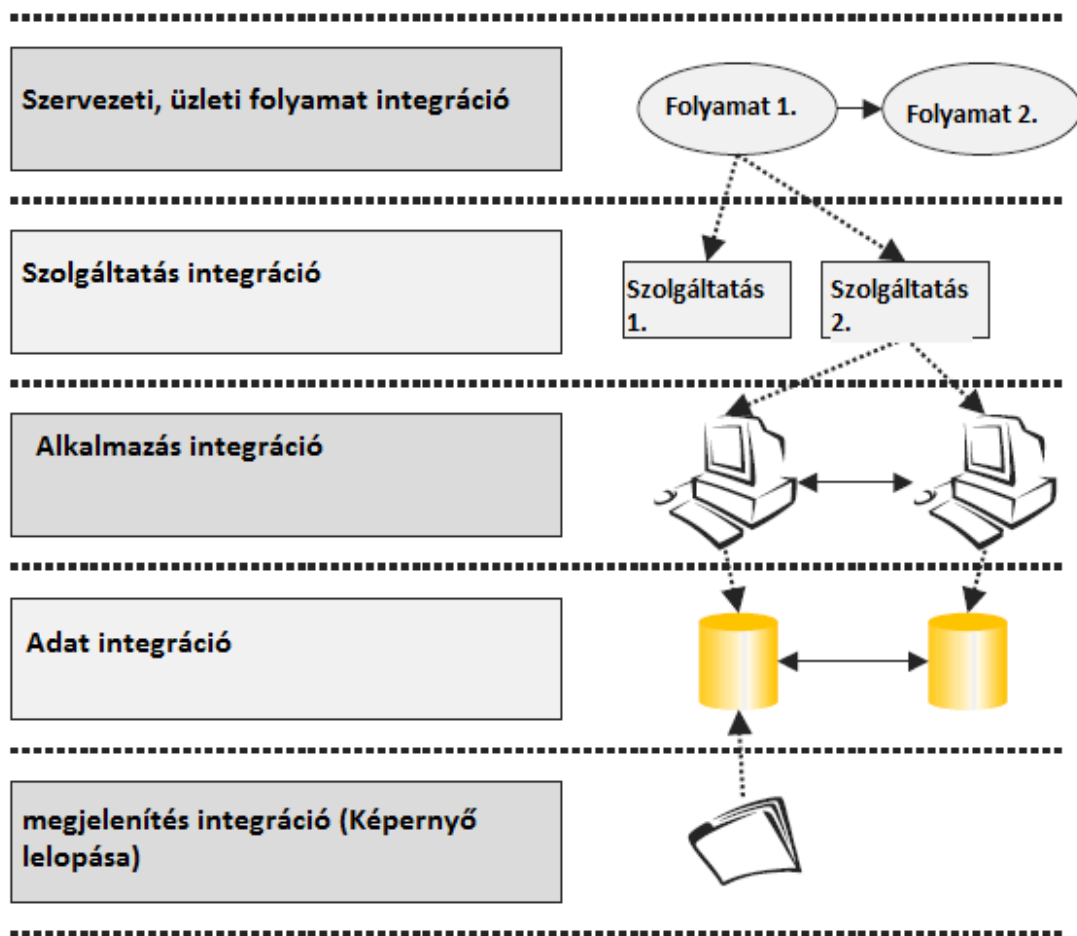 Szervezeti, üzleti folyamat integráció
Folyamat 1.
Folyamat 2.
Szolgáltatás integráció
Szolgáltatás
1.
Szolgáltatás
2.
Alkalmazás integráció
Adat integráció
megjelenítés integráció (Képernyő
lelopása)